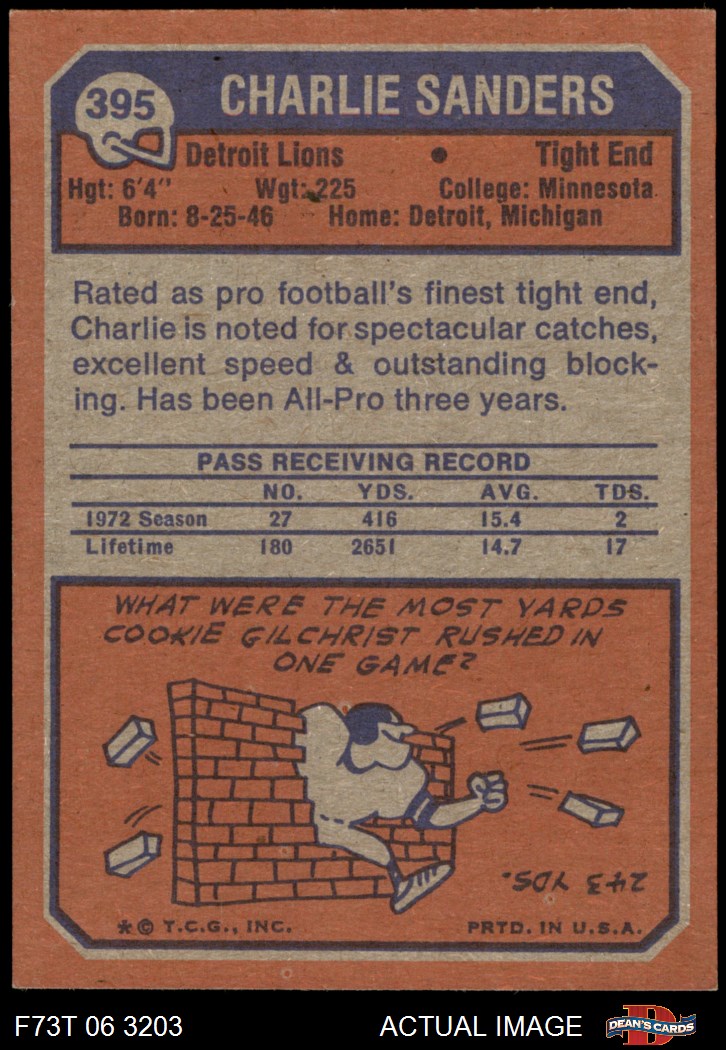 395
CHARLIE SANDERS
Detroit Lions • Tight End
Hgt: 6'4" Wgt: 225 College: Minnesota
Born: 8-25-46 Home: Detroit, Michigan
Rated as pro football's finest tight end,
Charlie is noted for spectacular catches,
excellent speed & outstanding block-
ing. Has been All-Pro three years.
PASS RECEIVING RECORD
NO. YDS. AVG. TDS.
1972 Season 27 416 15.4 2
Lifetime 180 2651 14.7 17
WHAT WERE THE MOST YARDS
COOKIE GILCHRIST RUSHED IN
ONE GAME?
243 YDS.
* © T.C.G., INC. PRTD. IN U.S.A.
F73T 06 3203 ACTUAL IMAGE D DEAN'S CARDS